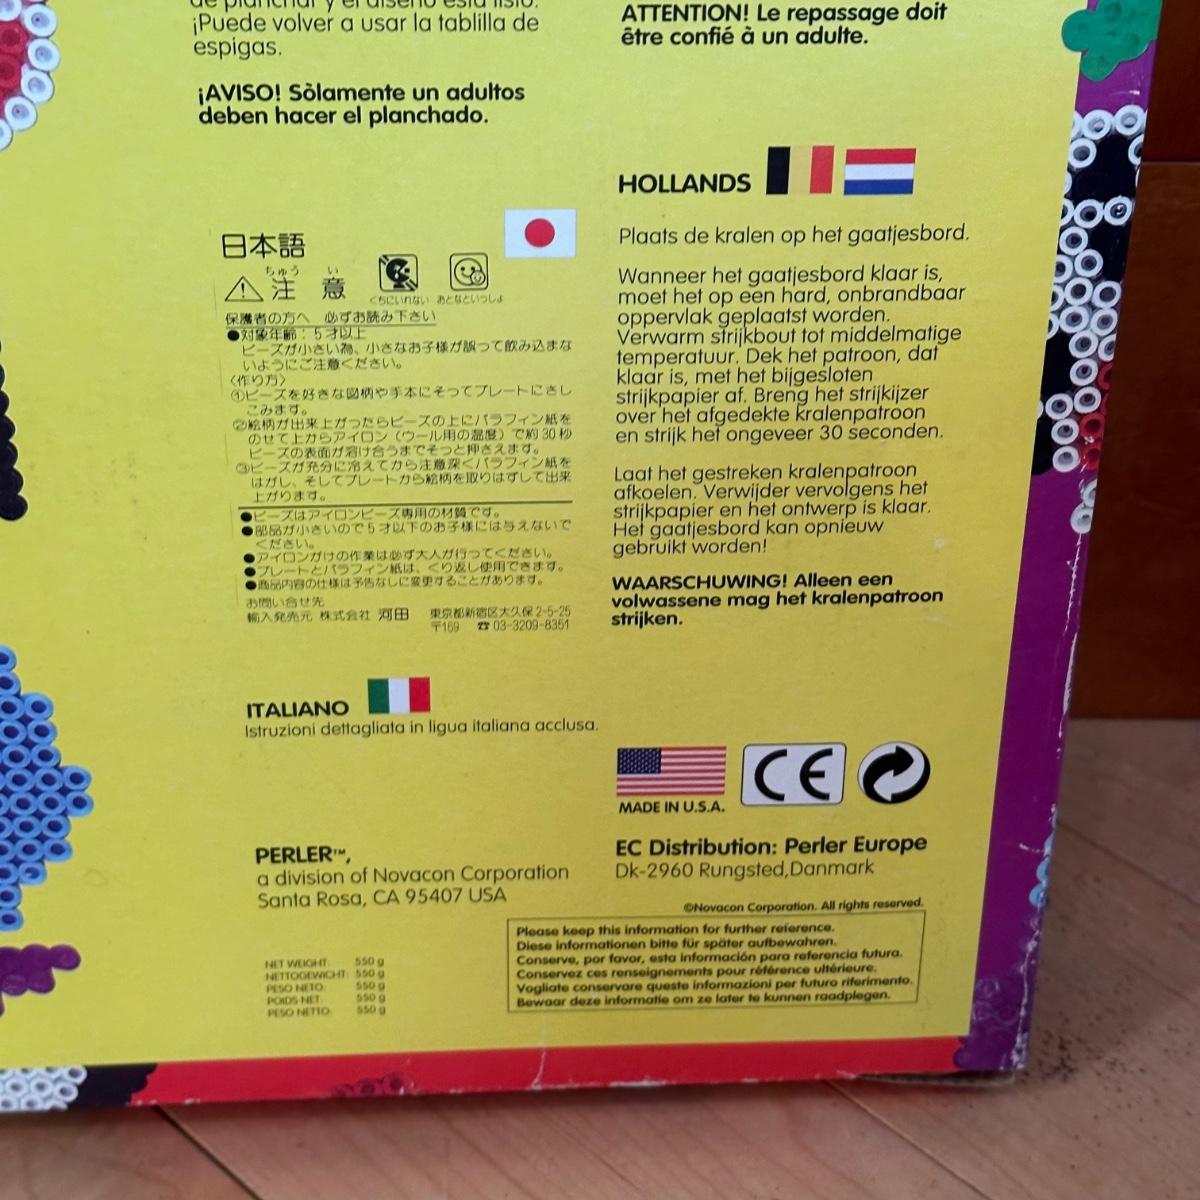 de planchar y el diseño está listo.
¡Puede volver a usar la tablilla de
espigas.
¡AVISO! Sòlamente un adultos
deben hacer el planchado.
日本語
ちゅう い
注 意
くちにいれない おとなといっしょ
保護者の方へ 必ずお読み下さい
●対象年齢:5才以上
ビーズが小さい為、小さなお子様が誤って飲み込まな
いようにご注意ください。
〈作り方〉
①ビーズを好きな図柄や手本にそってプレートにさし
こみます。
②絵柄が出来上がったらビーズの上にパラフィン紙を
のせて上からアイロン(ウール用の温度)で約30秒
ビーズの表面が溶け合うまでそっと押さえます。
③ビーズが充分に冷えてから注意深くパラフィン紙を
はがし、そしてプレートから絵柄を取りはずして出来
上がります。
●ビーズはアイロンビーズ専用の材質です。
●部品が小さいので5才以下のお子様には与えないで
ください。
●アイロンがけの作業は必ず大人が行ってください。
●プレートとパラフィン紙は、くり返し使用できます。
●商品内容の仕様は予告なしに変更することがあります。
お問い合せ先
輸入発売元 株式会社 河田 東京都新宿区大久保2-5-25
〒169 ☎03-3209-8351
ITALIANO
Istruzioni dettagliata in ligua italiana acclusa.
PERLER™,
a division of Novacon Corporation
Santa Rosa, CA 95407 USA
NET WEIGHT: 550 g
NETTOGEWICHT: 550 g
PESO NETO: 550 g
POIDS NET: 550 g
PESO NETTO: 550 g
ATTENTION! Le repassage doit
être confié à un adulte.
HOLLANDS
Plaats de kralen op het gaatjesbord.
Wanneer het gaatjesbord klaar is,
moet het op een hard, onbrandbaar
oppervlak geplaatst worden.
Verwarm strijkbout tot middelmatige
temperatuur. Dek het patroon, dat
klaar is, met het bijgesloten
strijkpapier af. Breng het strijkijzer
over het afgedekte kralenpatroon
en strijk het ongeveer 30 seconden.
Laat het gestreken kralenpatroon
afkoelen. Verwijder vervolgens het
strijkpapier en het ontwerp is klaar.
Het gaatjesbord kan opnieuw
gebruikt worden!
WAARSCHUWING! Alleen een
volwassene mag het kralenpatroon
strijken.
CE
MADE IN U.S.A.
EC Distribution: Perler Europe
Dk-2960 Rungsted,Danmark
©Novacon Corporation. All rights reserved.
Please keep this information for further reference.
Diese informationen bitte für später aufbewahren.
Conserve, por favor, esta información para referencia futura.
Conservez ces renseignements pour référence ultérieure.
Vogliate conservare queste informazioni per futuro riferimento.
Bewaar deze informatie om ze later te kunnen raadplegen.